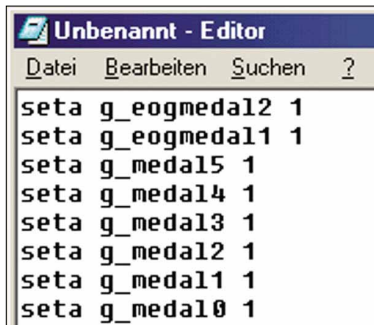 Unbenannt - Editor
Datei Bearbeiten Suchen ?
seta g_eogmedal2 1
seta g_eogmedal1 1
seta g_medal5 1
seta g_medal4 1
seta g_medal3 1
seta g_medal2 1
seta g_medal1 1
seta g_medal0 1